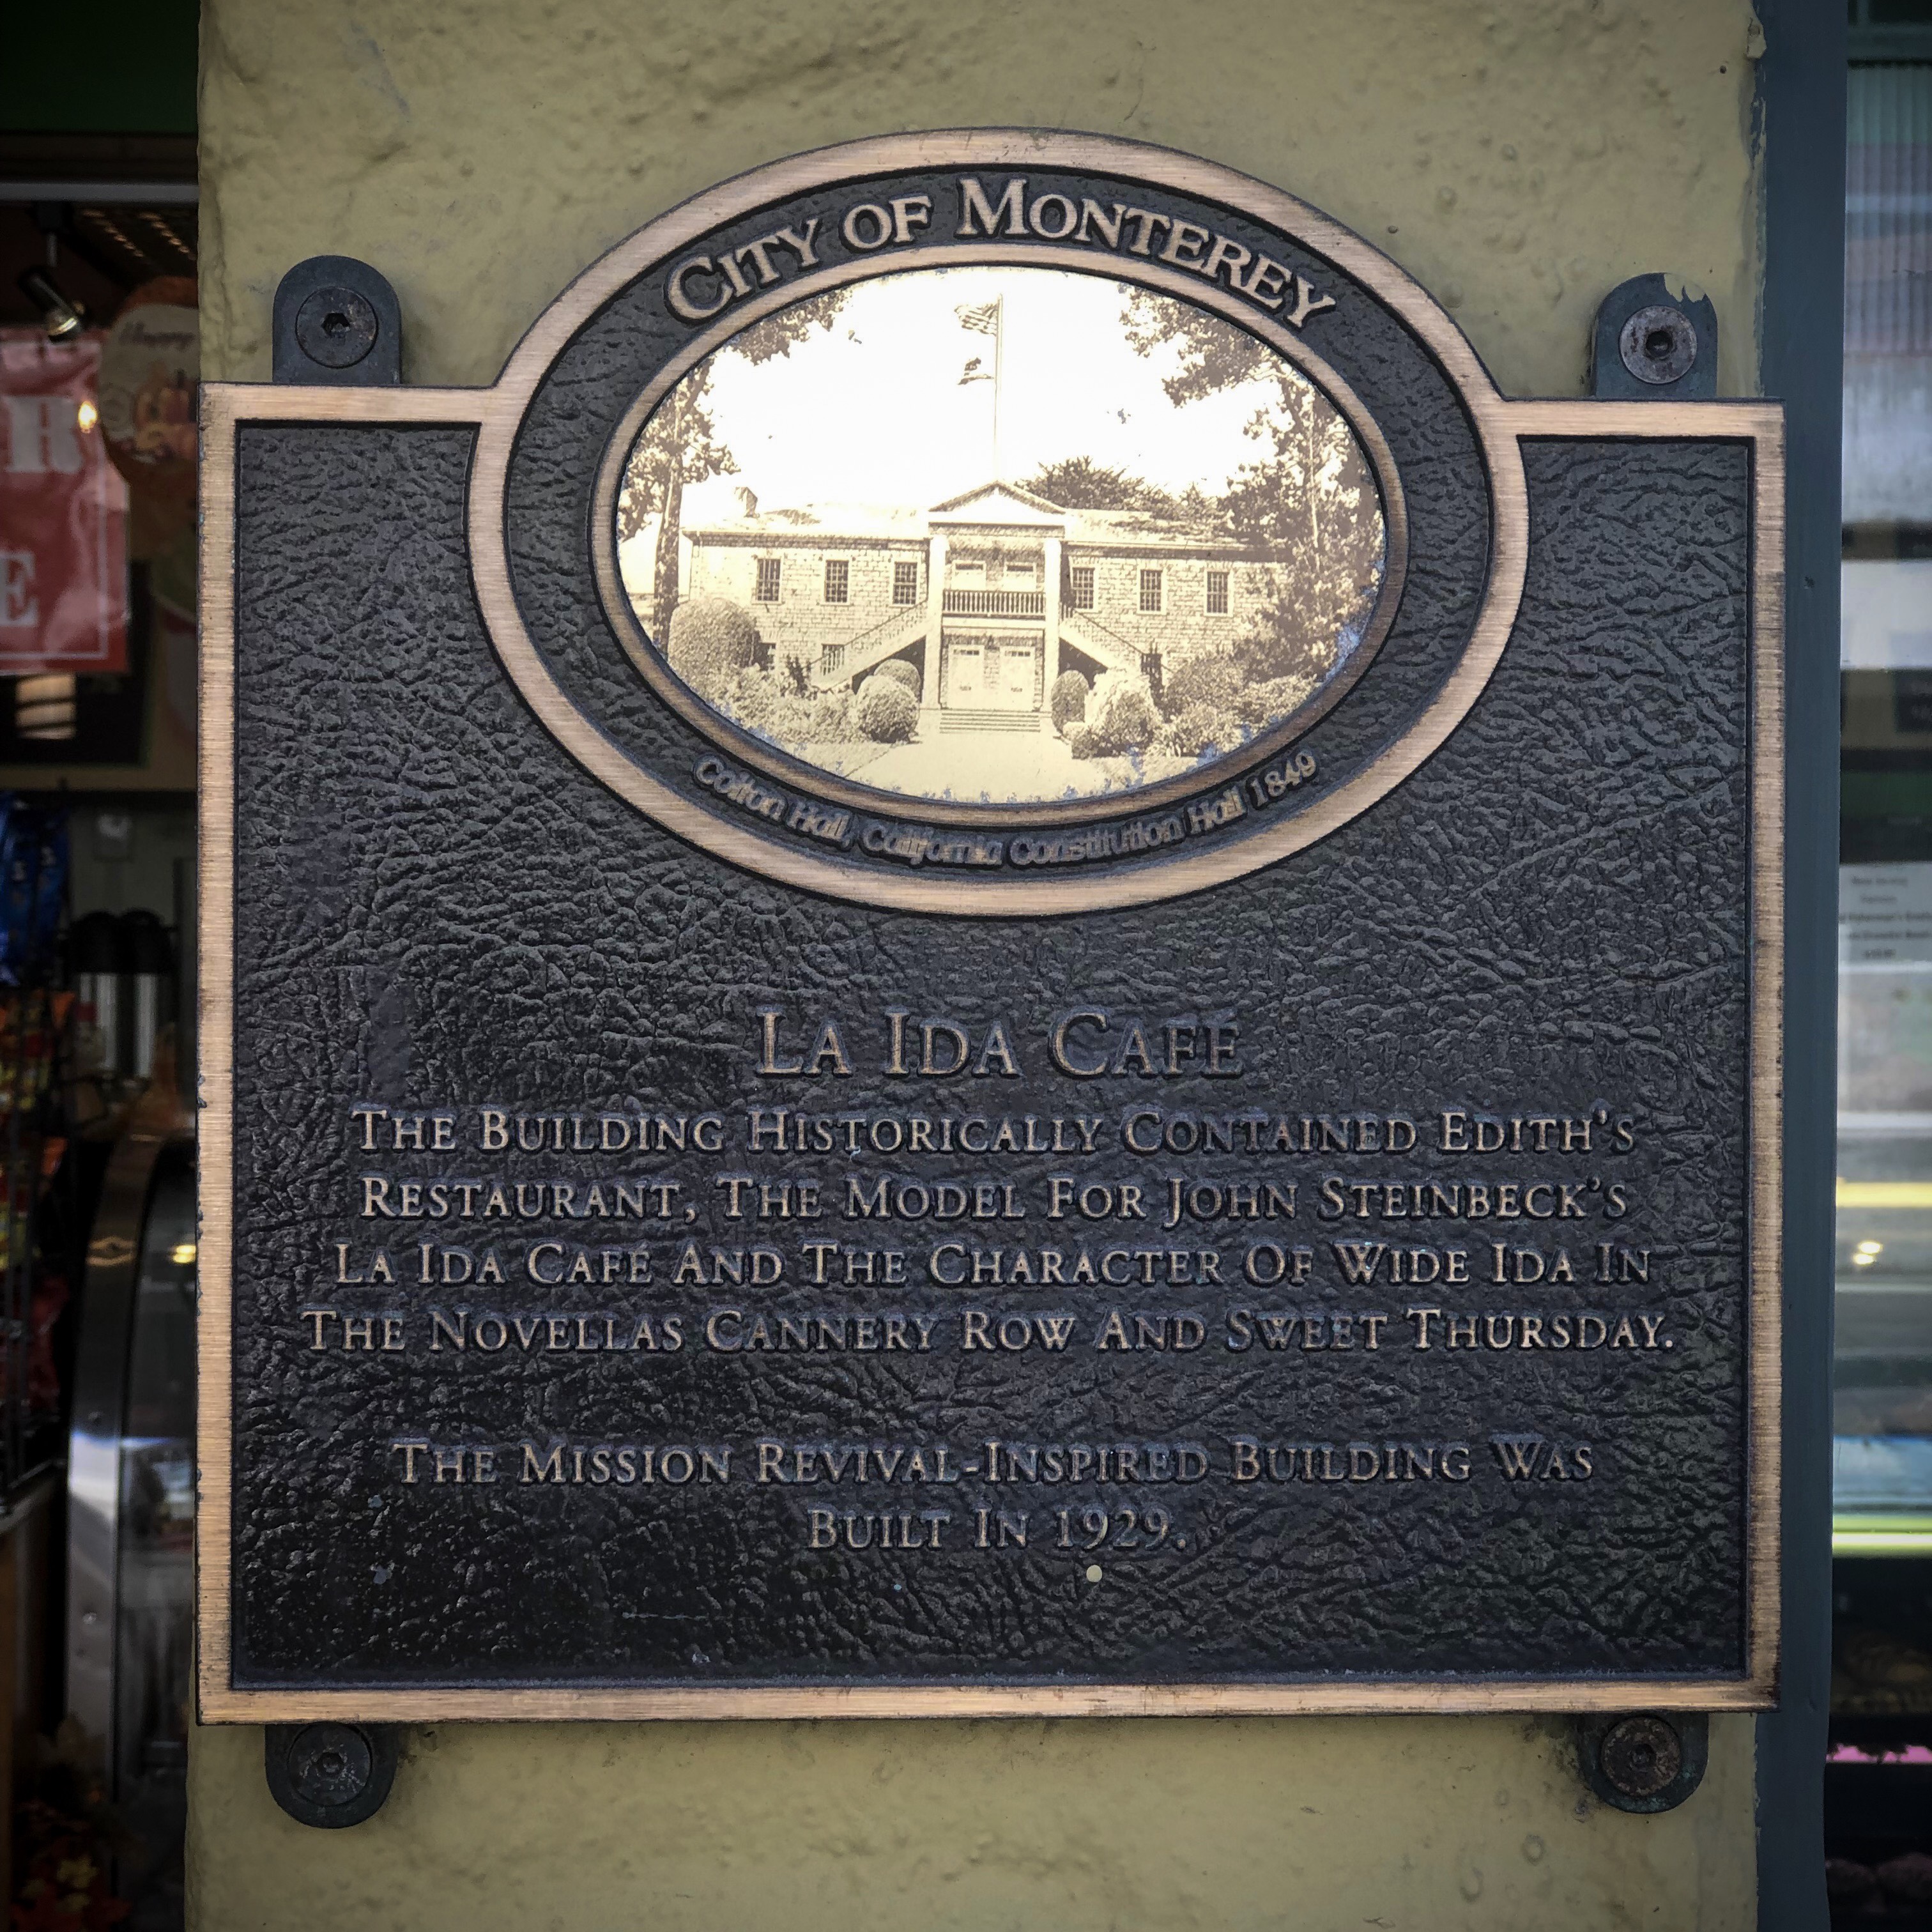 CITY OF MONTEREY
Colton Hall, California Constitution Hall 1849
LA IDA CAFÉ
THE BUILDING HISTORICALLY CONTAINED EDITH'S
RESTAURANT, THE MODEL FOR JOHN STEINBECK'S
LA IDA CAFÉ AND THE CHARACTER OF WIDE IDA IN
THE NOVELLAS CANNERY ROW AND SWEET THURSDAY.
THE MISSION REVIVAL-INSPIRED BUILDING WAS
BUILT IN 1929.
R
E
Happy